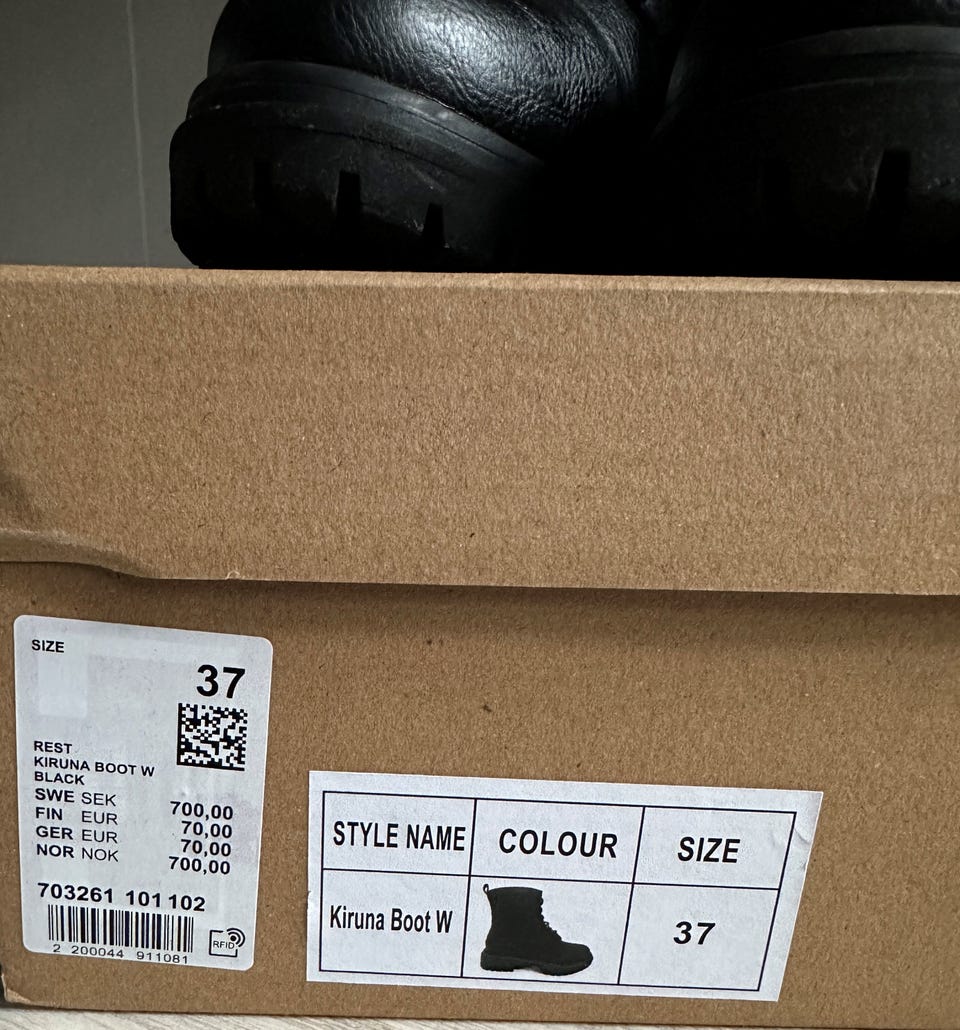 SIZE
37
REST
KIRUNA BOOT W
BLACK
SWE SEK 700,00
FIN EUR 70,00
GER EUR 70,00
NOR NOK 700,00
703261 101 102
2 200044 911081
RFID
STYLE NAME COLOUR SIZE
Kiruna Boot W 37